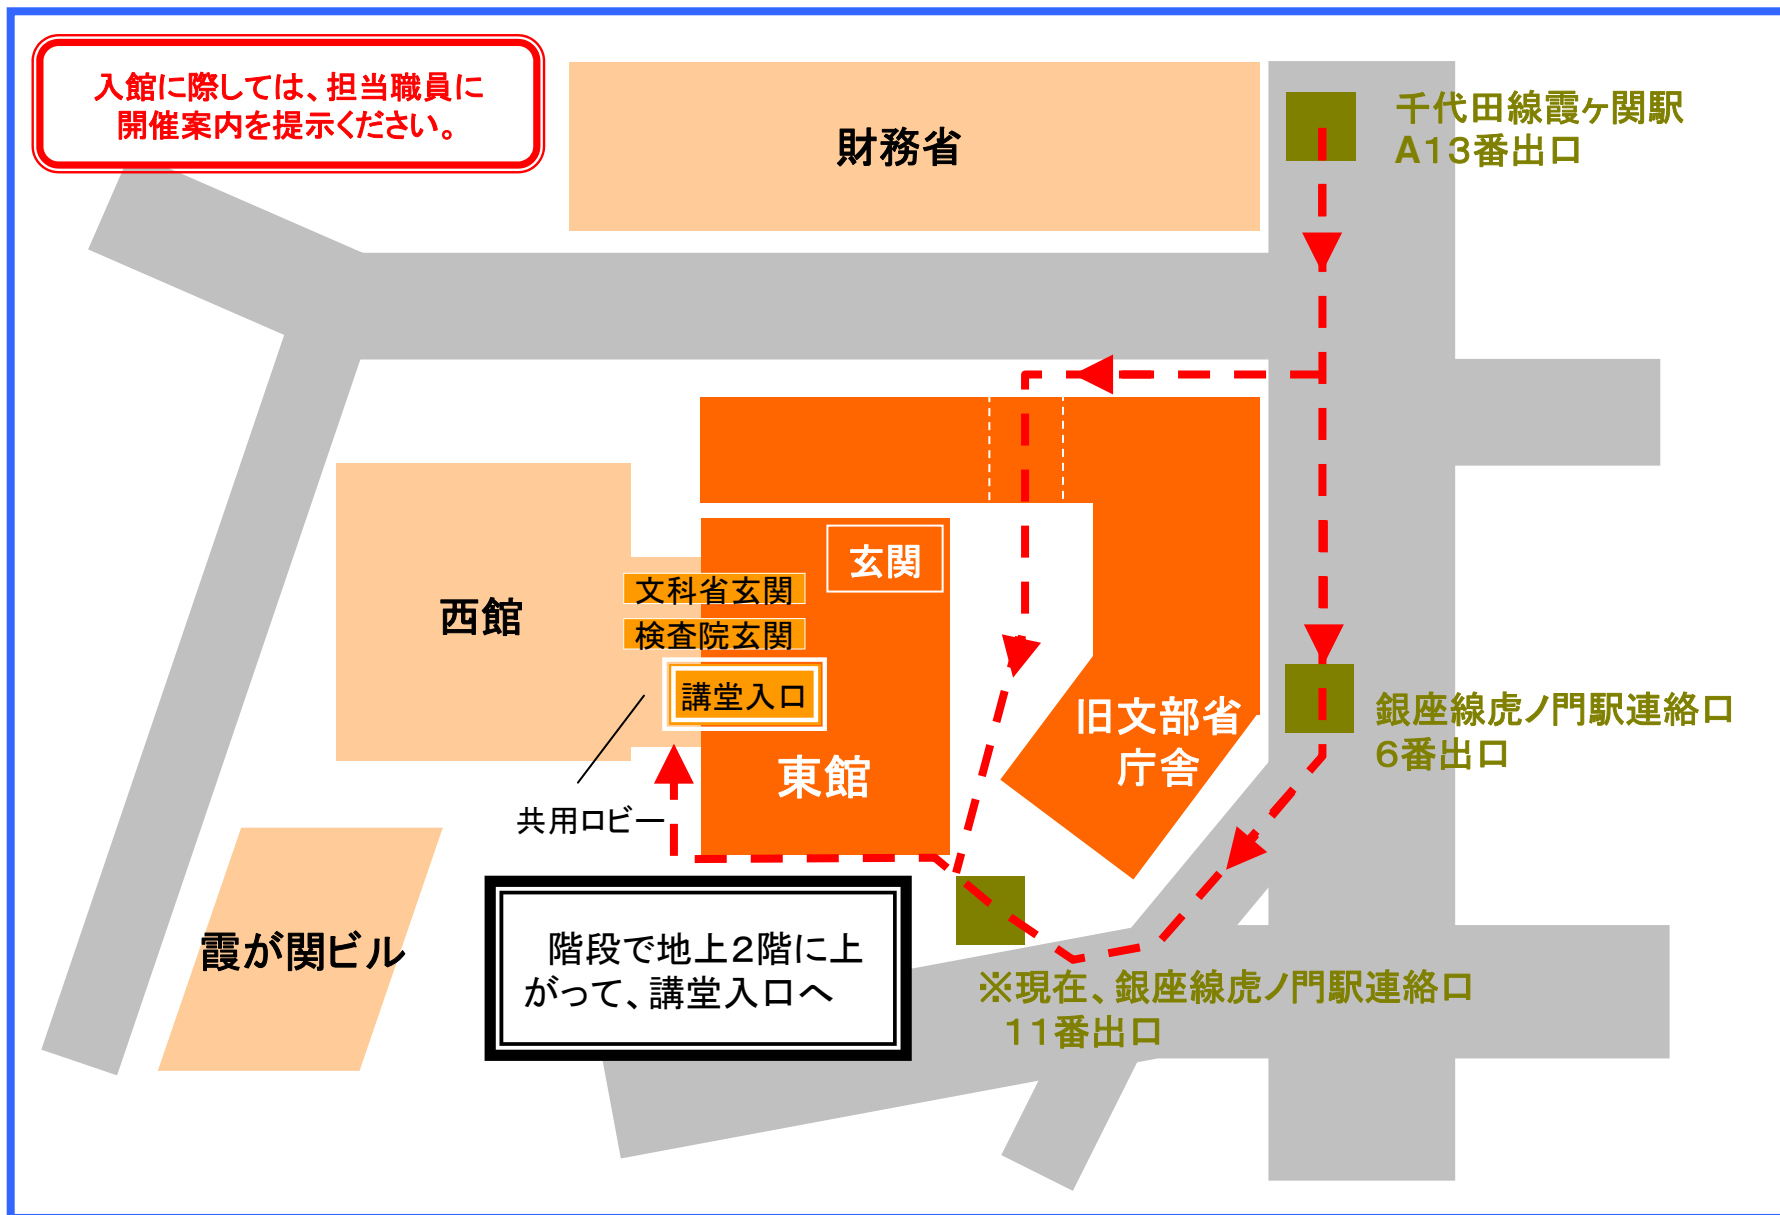 入館に際しては、担当職員に
開催案内を提示ください。
財務省
千代田線霞ヶ関駅
A13番出口
玄関
文科省玄関
検査院玄関
西館
講堂入口
旧文部省
庁舎
銀座線虎ノ門駅連絡口
6番出口
東館
共用ロビー
霞が関ビル
階段で地上2階に上
がって、講堂入口へ
※現在、銀座線虎ノ門駅連絡口
11番出口